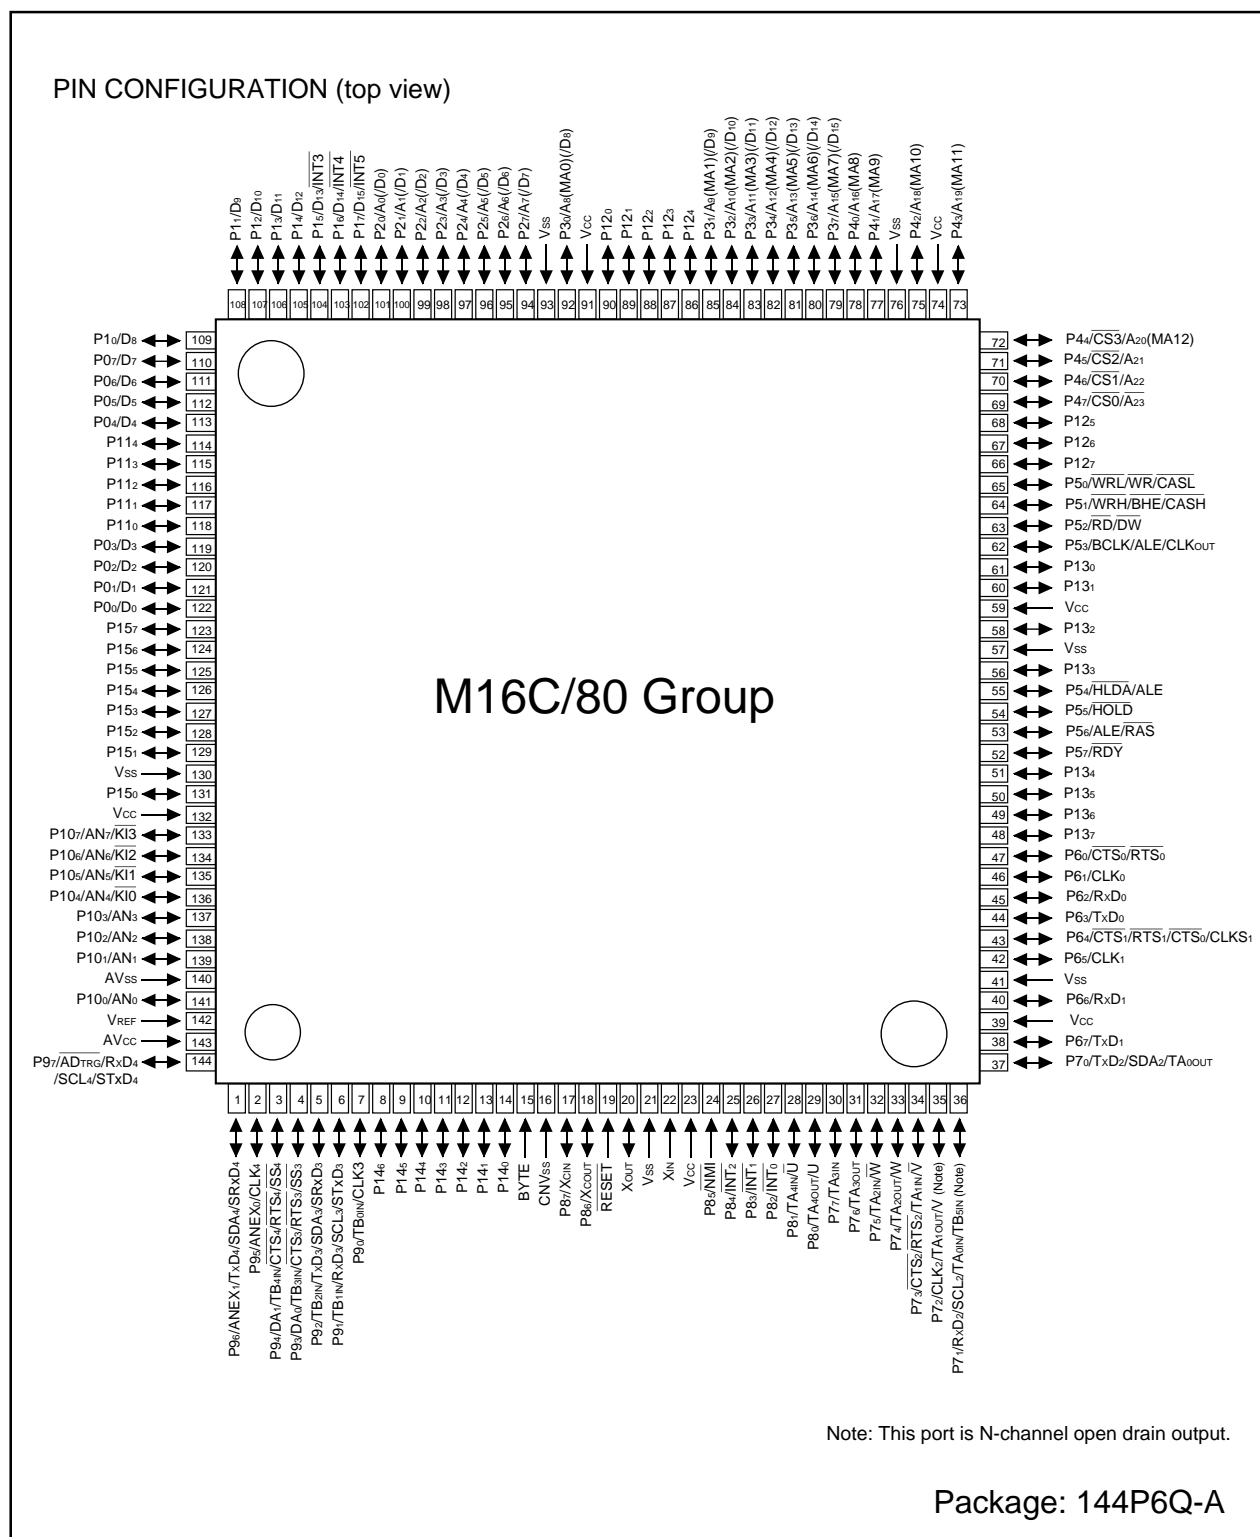 PIN CONFIGURATION (top view)
P11/D9
P12/D10
P13/D11
P14/D12
P15/D13/INT3
P16/D14/INT4
P17/D15/INT5
P20/A0(/D0)
P21/A1(/D1)
P22/A2(/D2)
P23/A3(/D3)
P24/A4(/D4)
P25/A5(/D5)
P26/A6(/D6)
P27/A7(/D7)
Vss
P30/A8(MA0)(/D8)
Vcc
P120
P121
P122
P123
P124
P31/A9(MA1)(/D9)
P32/A10(MA2)(/D10)
P33/A11(MA3)(/D11)
P34/A12(MA4)(/D12)
P35/A13(MA5)(/D13)
P36/A14(MA6)(/D14)
P37/A15(MA7)(/D15)
P40/A16(MA8)
P41/A17(MA9)
Vss
P42/A18(MA10)
Vcc
P43/A19(MA11)
108 107 106 105 104 103 102 101 100 99 98 97 96 95 94 93 92 91 90 89 88 87 86 85 84 83 82 81 80 79 78 77 76 75 74 73
P10/D8 109
P07/D7 110
P06/D6 111
P05/D5 112
P04/D4 113
P114 114
P113 115
P112 116
P111 117
P110 118
P03/D3 119
P02/D2 120
P01/D1 121
P00/D0 122
P157 123
P156 124
P155 125
P154 126
P153 127
P152 128
P151 129
Vss 130
P150 131
Vcc 132
P107/AN7/KI3 133
P106/AN6/KI2 134
P105/AN5/KI1 135
P104/AN4/KI0 136
P103/AN3 137
P102/AN2 138
P101/AN1 139
AVss 140
P100/AN0 141
VREF 142
AVcc 143
P97/ADTRG/RxD4 144
/SCL4/STxD4
M16C/80 Group
72 P44/CS3/A20(MA12)
71 P45/CS2/A21
70 P46/CS1/A22
69 P47/CS0/A23
68 P125
67 P126
66 P127
65 P50/WRL/WR/CASL
64 P51/WRH/BHE/CASH
63 P52/RD/DW
62 P53/BCLK/ALE/CLKOUT
61 P130
60 P131
59 Vcc
58 P132
57 Vss
56 P133
55 P54/HLDA/ALE
54 P55/HOLD
53 P56/ALE/RAS
52 P57/RDY
51 P134
50 P135
49 P136
48 P137
47 P60/CTS0/RTS0
46 P61/CLK0
45 P62/RxD0
44 P63/TxD0
43 P64/CTS1/RTS1/CTS0/CLKS1
42 P65/CLK1
41 Vss
40 P66/RxD1
39 Vcc
38 P67/TxD1
37 P70/TxD2/SDA2/TA0OUT
1 2 3 4 5 6 7 8 9 10 11 12 13 14 15 16 17 18 19 20 21 22 23 24 25 26 27 28 29 30 31 32 33 34 35 36
P96/ANEX1/TxD4/SDA4/SRxD4
P95/ANEX0/CLK4
P94/DA1/TB4IN/CTS4/RTS4/SS4
P93/DA0/TB3IN/CTS3/RTS3/SS3
P92/TB2IN/TxD3/SDA3/SRxD3
P91/TB1IN/RxD3/SCL3/STxD3
P90/TB0IN/CLK3
P146
P145
P144
P143
P142
P141
P140
BYTE
CNVss
P87/XCIN
P86/XCOUT
RESET
XOUT
Vss
XIN
Vcc
P85/NMI
P84/INT2
P83/INT1
P82/INT0
P81/TA4IN/U
P80/TA4OUT/U
P77/TA3IN
P76/TA3OUT
P75/TA2IN/W
P74/TA2OUT/W
P73/CTS2/RTS2/TA1IN/V
P72/CLK2/TA1OUT/V (Note)
P71/RxD2/SCL2/TA0IN/TB5IN (Note)
Note: This port is N-channel open drain output.
Package: 144P6Q-A